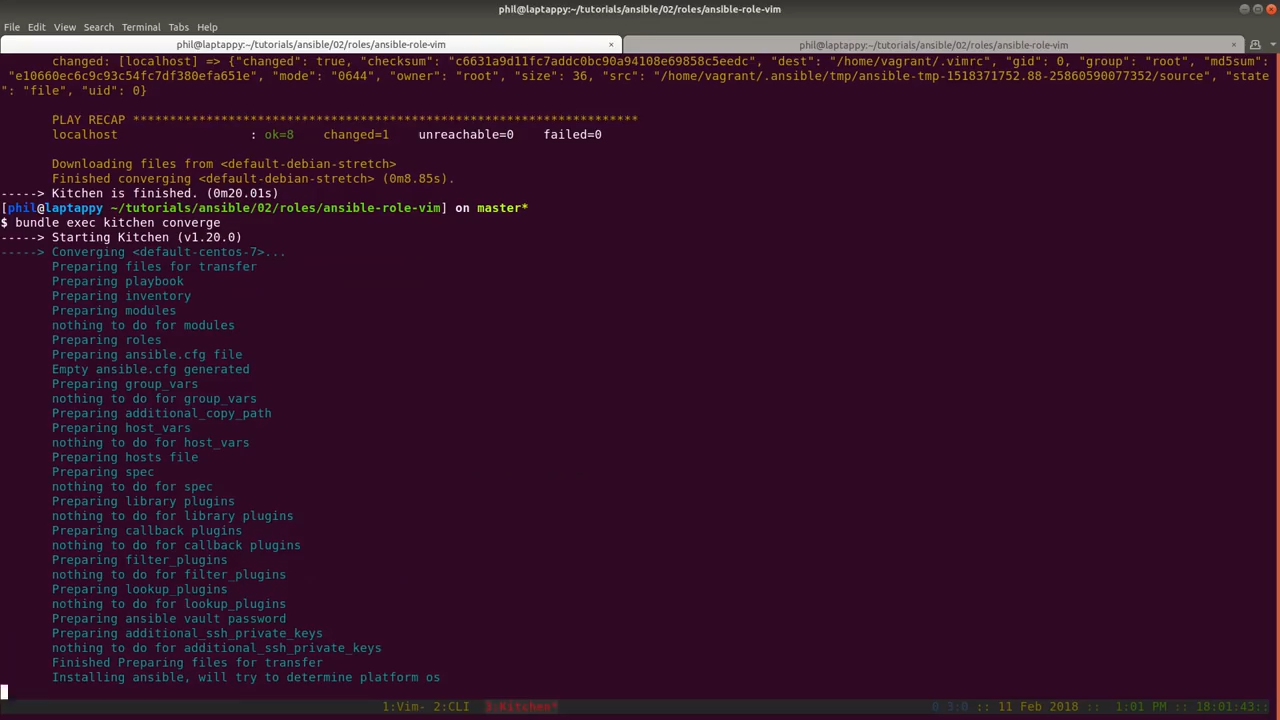 phil@laptappy:~/tutorials/ansible/02/roles/ansible-role-vim
File Edit View Search Terminal Tabs Help
phil@laptappy:~/tutorials/ansible/02/roles/ansible-role-vim × phil@laptappy:~/tutorials/ansible/02/roles/ansible-role-vim ×
changed: [localhost] => {"changed": true, "checksum": "c6631a9d11fc7addc0bc90a94108e69858c5eedc", "dest": "/home/vagrant/.vimrc", "gid": 0, "group": "root", "md5sum":
"e10660ec6c9c93c54fc7df380efa651e", "mode": "0644", "owner": "root", "size": 36, "src": "/home/vagrant/.ansible/tmp/ansible-tmp-1518371752.88-25860590077352/source", "state
": "file", "uid": 0}
PLAY RECAP *********************************************************************
localhost : ok=8 changed=1 unreachable=0 failed=0
Downloading files from <default-debian-stretch>
Finished converging <default-debian-stretch> (0m8.85s).
-----> Kitchen is finished. (0m20.01s)
[phil@laptappy ~/tutorials/ansible/02/roles/ansible-role-vim] on master*
$ bundle exec kitchen converge
-----> Starting Kitchen (v1.20.0)
-----> Converging <default-centos-7>...
Preparing files for transfer
Preparing playbook
Preparing inventory
Preparing modules
nothing to do for modules
Preparing roles
Preparing ansible.cfg file
Empty ansible.cfg generated
Preparing group_vars
nothing to do for group_vars
Preparing additional_copy_path
Preparing host_vars
nothing to do for host_vars
Preparing hosts file
Preparing spec
nothing to do for spec
Preparing library plugins
nothing to do for library plugins
Preparing callback plugins
nothing to do for callback plugins
Preparing filter_plugins
nothing to do for filter_plugins
Preparing lookup_plugins
nothing to do for lookup_plugins
Preparing ansible vault password
Preparing additional_ssh_private_keys
nothing to do for additional_ssh_private_keys
Finished Preparing files for transfer
Installing ansible, will try to determine platform os
1:Vim- 2:CLI 3:Kitchen* 0 3:0 :: 11 Feb 2018 :: 1:01 PM :: 18:01:43::